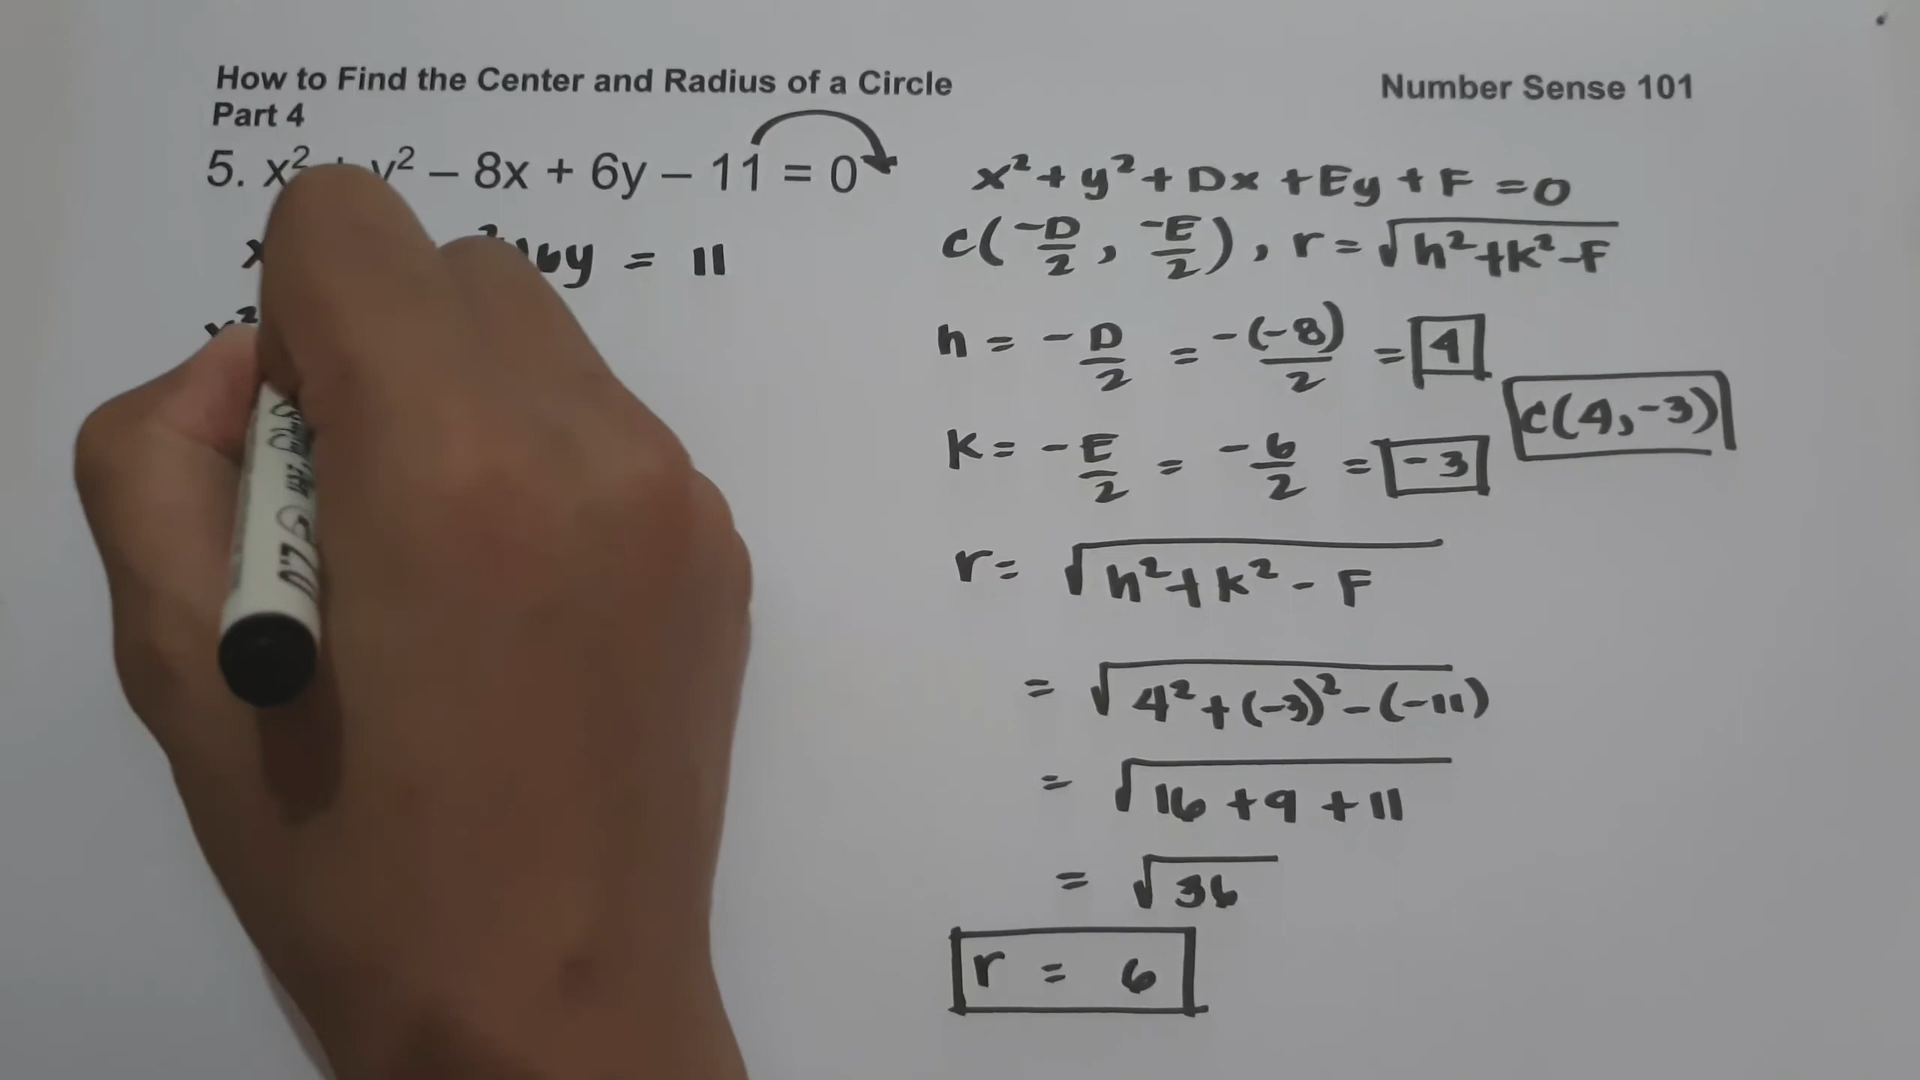 How to Find the Center and Radius of a Circle
Number Sense 101
Part 4
5. x² + y² – 8x + 6y – 11 = 0
6y = 11
x²
x² + y² + Dx + Ey + F = 0
C(-D/2, -E/2), r = √h² + k² - F
h = -D/2 = -(-8)/2 = 4
C(4, -3)
k = -E/2 = -6/2 = -3
r = √h² + k² - F
= √4² + (-3)² - (-11)
= √16 + 9 + 11
= √36
r = 6